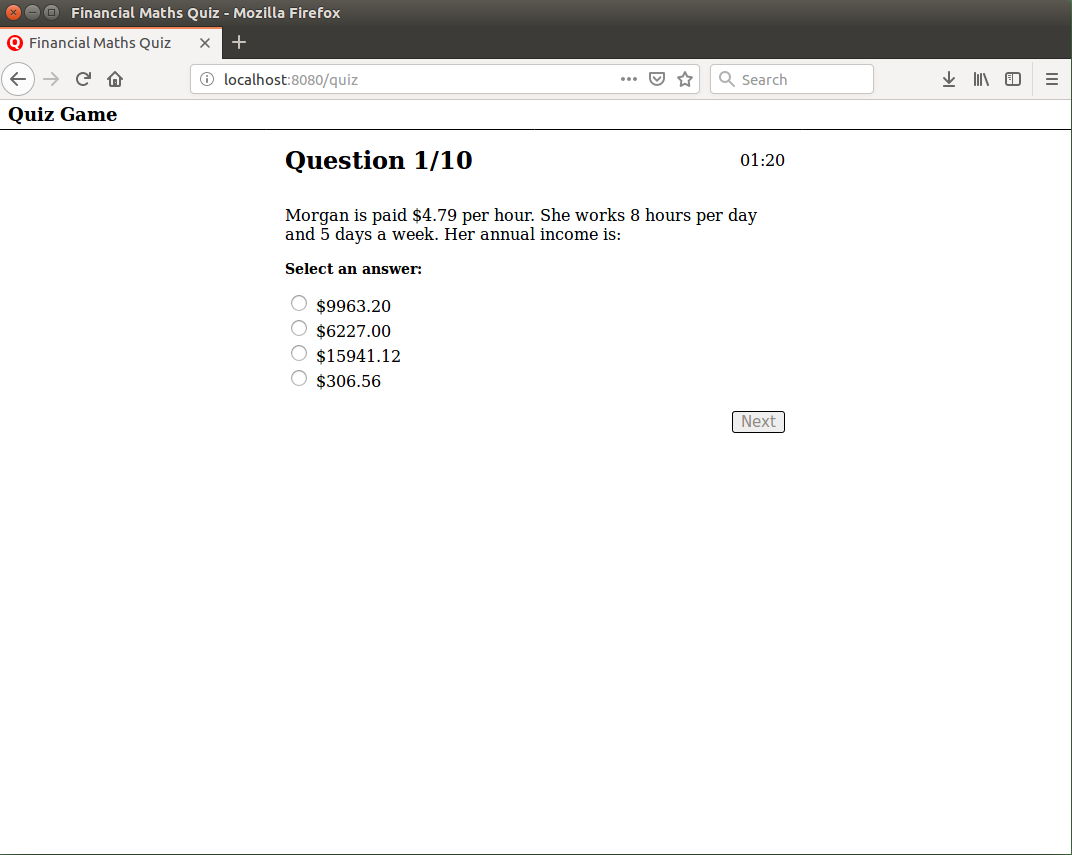 Financial Maths Quiz - Mozilla Firefox
Financial Maths Quiz
localhost:8080/quiz
Search
Quiz Game
Question 1/10
01:20
Morgan is paid $4.79 per hour. She works 8 hours per day
and 5 days a week. Her annual income is:
Select an answer:
$9963.20
$6227.00
$15941.12
$306.56
Next